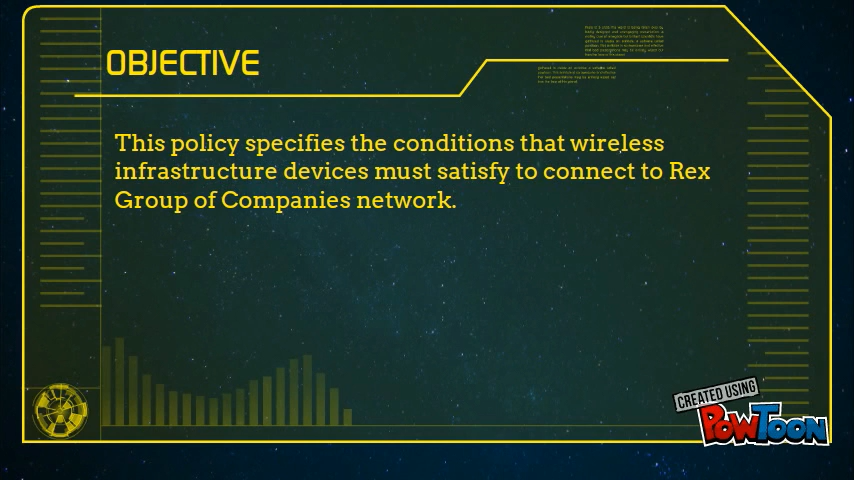 OBJECTIVE
This policy specifies the conditions that wireless
infrastructure devices must satisfy to connect to Rex
Group of Companies network.
CREATED USING
POWTOON